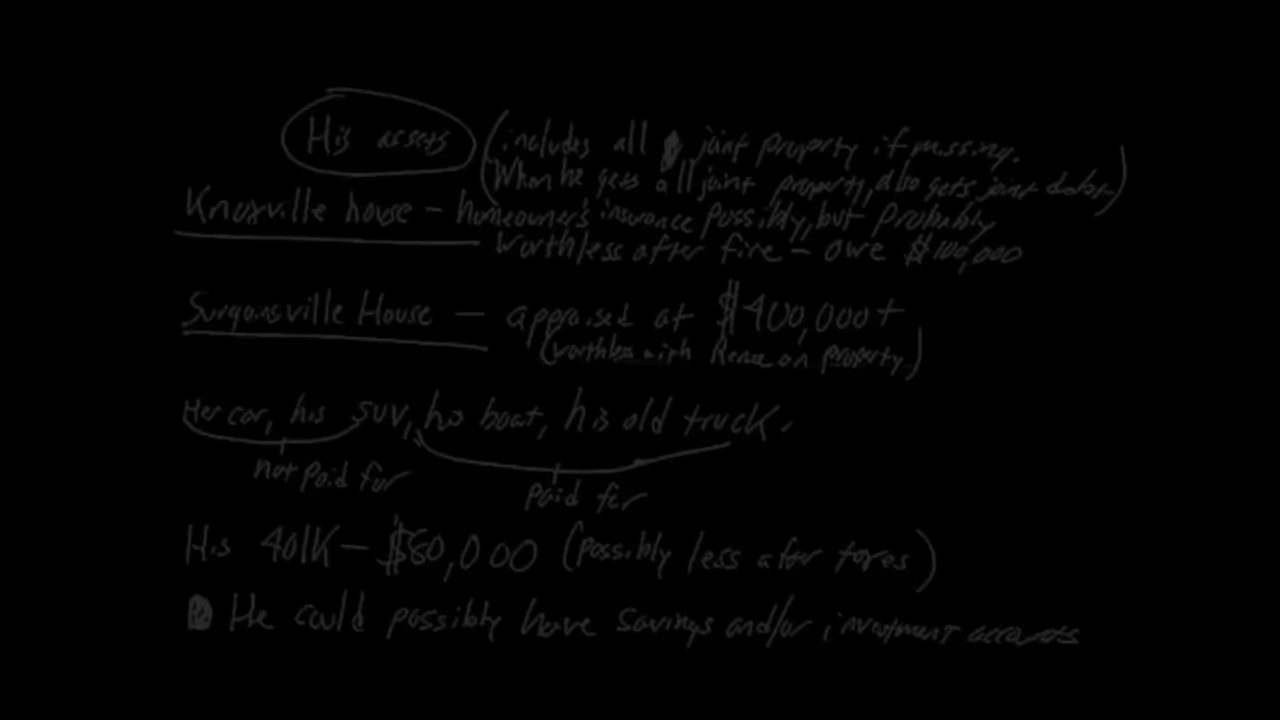 His assets (includes all joint property if missing.
(When he gets all joint property, also gets joint debt)
Knoxville house - homeowner's insurance possibly, but probably
worthless after fire - owe $100,000
Surgoinsville House - appraised at $400,000+
(worthless with Renee on property)
Her car, his SUV, his boat, his old truck.
not paid for
paid for
His 401K - $80,000 (possibly less after taxes)
He could possibly have savings and/or investment accounts